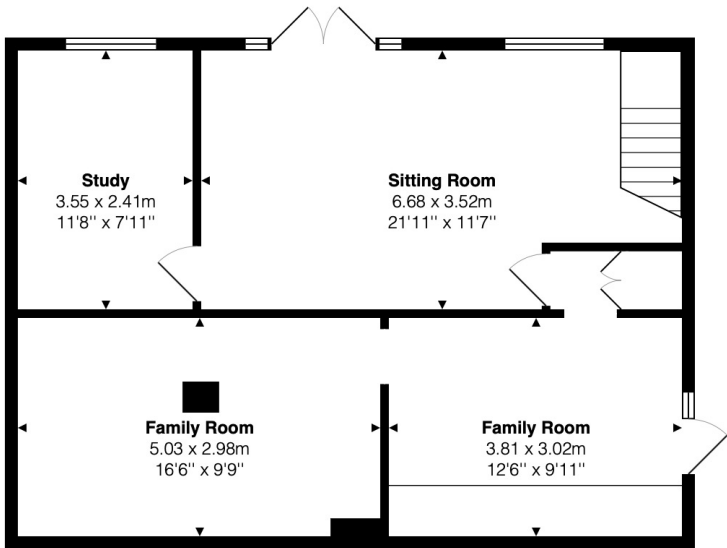 Study
3.55 x 2.41m
11'8'' x 7'11''
Sitting Room
6.68 x 3.52m
21'11'' x 11'7''
Family Room
5.03 x 2.98m
16'6'' x 9'9''
Family Room
3.81 x 3.02m
12'6'' x 9'11''